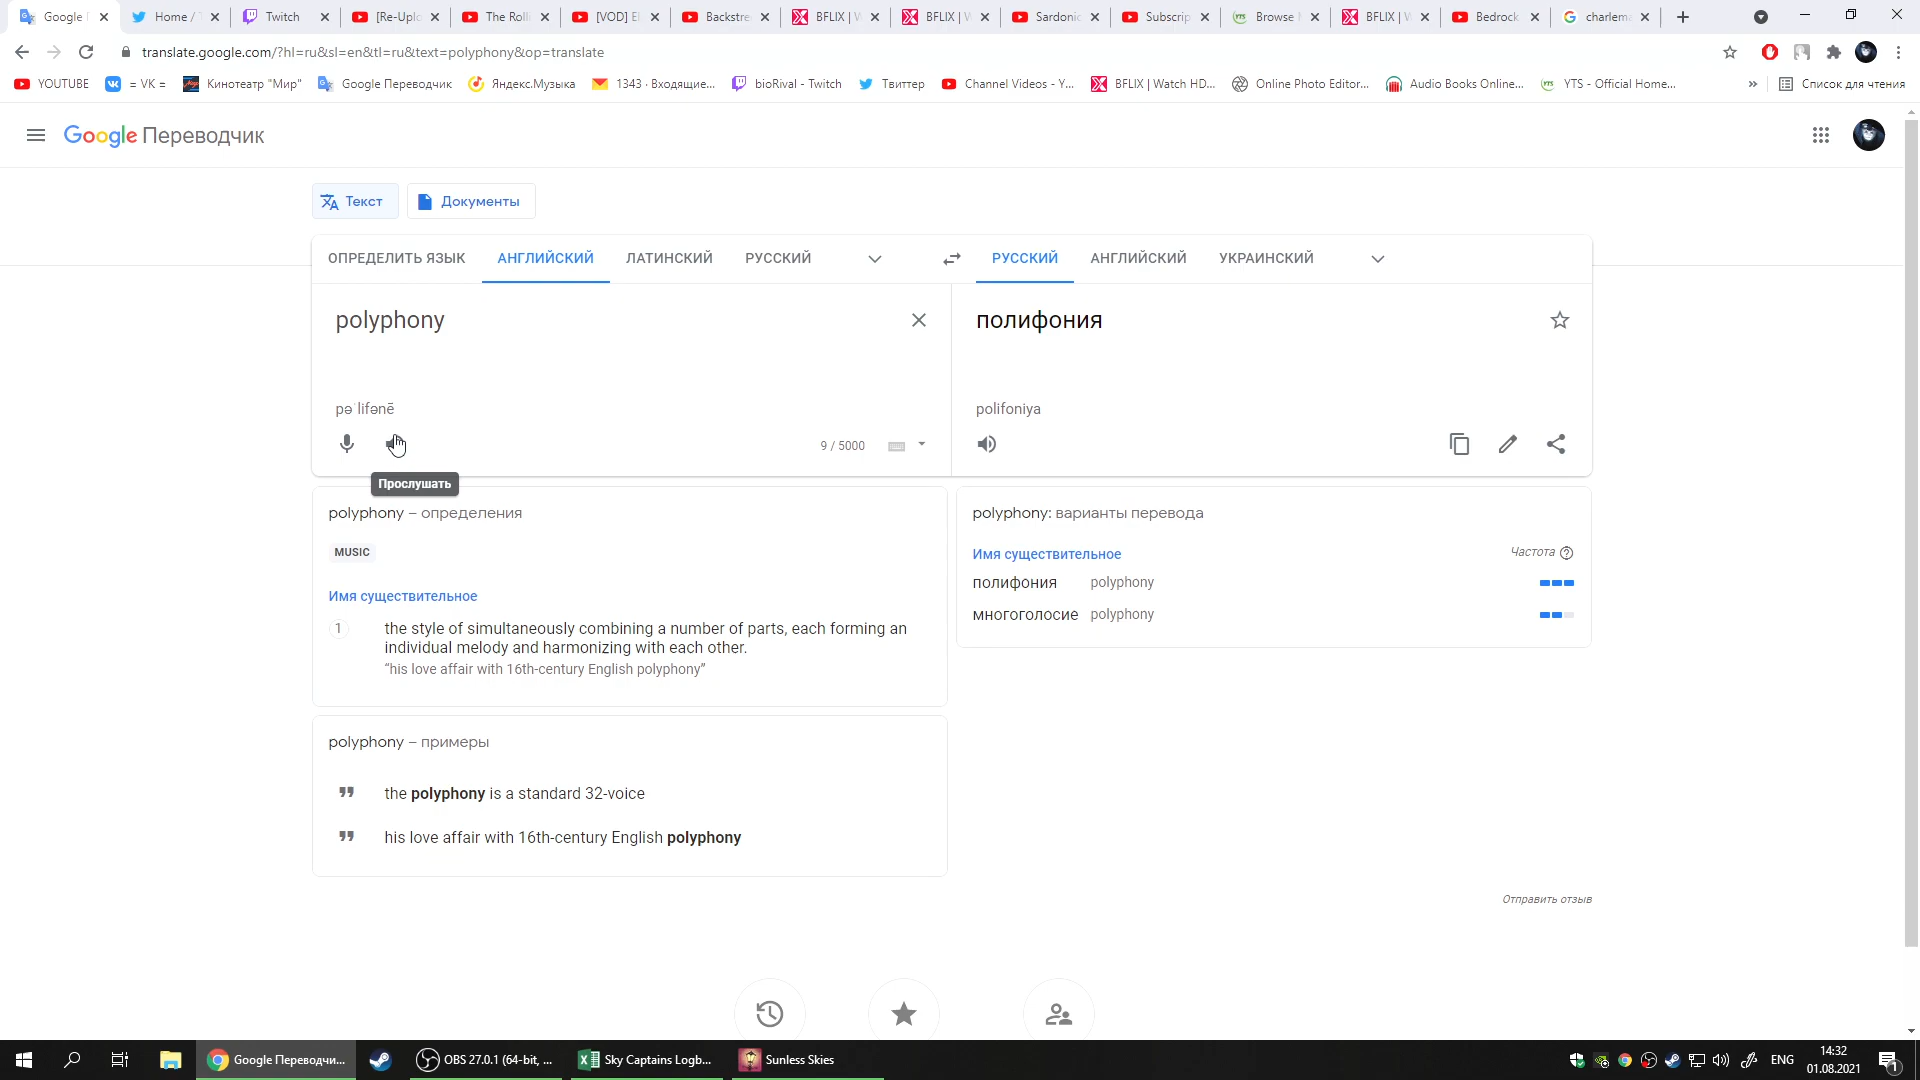 Google
Home /
Twitch
[Re-Uplo
The Rolli
[VOD] E
Backstre
BFLIX | W
BFLIX | W
Sardonic
Subscrip
Browse
BFLIX | W
Bedrock
charlema
translate.google.com/?hl=ru&sl=en&tl=ru&text=polyphony&op=translate
YOUTUBE
= VK =
Кинотеатр "Мир"
Google Переводчик
Яндекс.Музыка
1343 · Входящие...
bioRival - Twitch
Твиттер
Channel Videos - Y...
BFLIX | Watch HD...
Online Photo Editor...
Audio Books Online...
YTS - Official Home...
»
Список для чтения
Google Переводчик
Текст
Документы
ОПРЕДЕЛИТЬ ЯЗЫК
АНГЛИЙСКИЙ
ЛАТИНСКИЙ
РУССКИЙ
РУССКИЙ
АНГЛИЙСКИЙ
УКРАИНСКИЙ
polyphony
полифония
pəˈlifənē
polifoniya
9 / 5000
Прослушать
polyphony – определения
MUSIC
Имя существительное
1
the style of simultaneously combining a number of parts, each forming an
individual melody and harmonizing with each other.
“his love affair with 16th-century English polyphony”
polyphony: варианты перевода
Имя существительное
Частота
полифония polyphony
многоголосие polyphony
polyphony – примеры
the polyphony is a standard 32-voice
his love affair with 16th-century English polyphony
Отправить отзыв
Google Переводчи...
OBS 27.0.1 (64-bit, ...
Sky Captains Logb...
Sunless Skies
ENG
14:32
01.08.2021
1